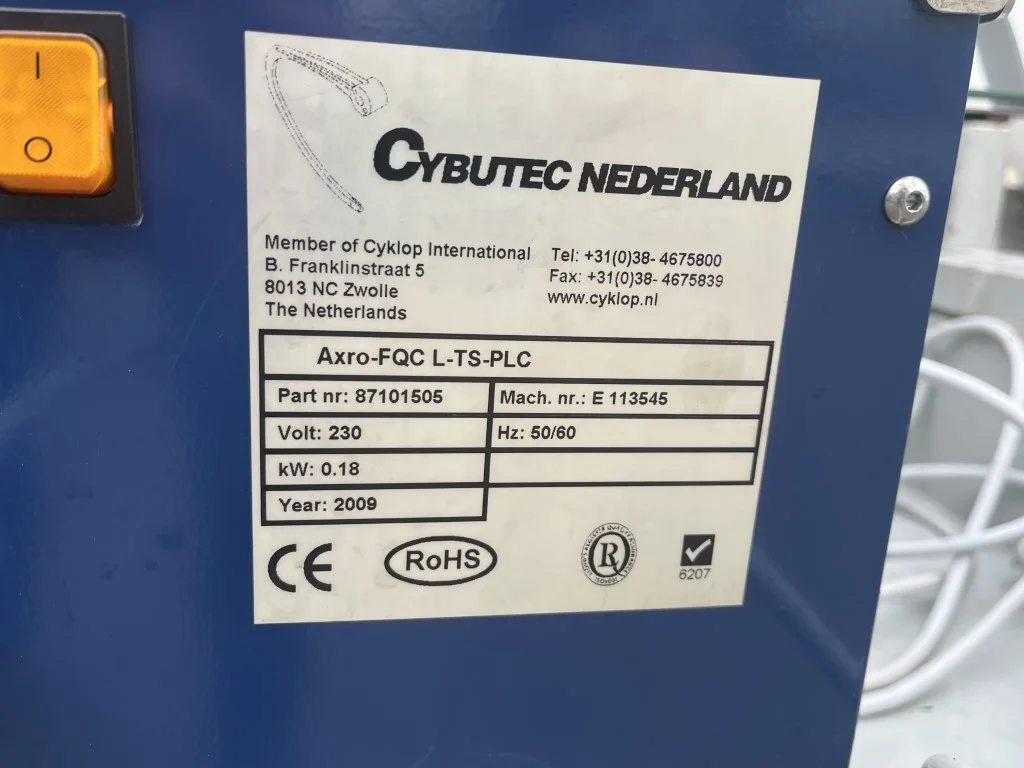 I
O
CYBUTEC NEDERLAND
Member of Cyklop International
B. Franklinstraat 5
8013 NC Zwolle
The Netherlands
Tel: +31(0)38- 4675800
Fax: +31(0)38- 4675839
www.cyklop.nl
Axro-FQC L-TS-PLC
Part nr: 87101505 Mach. nr.: E 113545
Volt: 230 Hz: 50/60
kW: 0.18
Year: 2009
CE RoHS R
6207